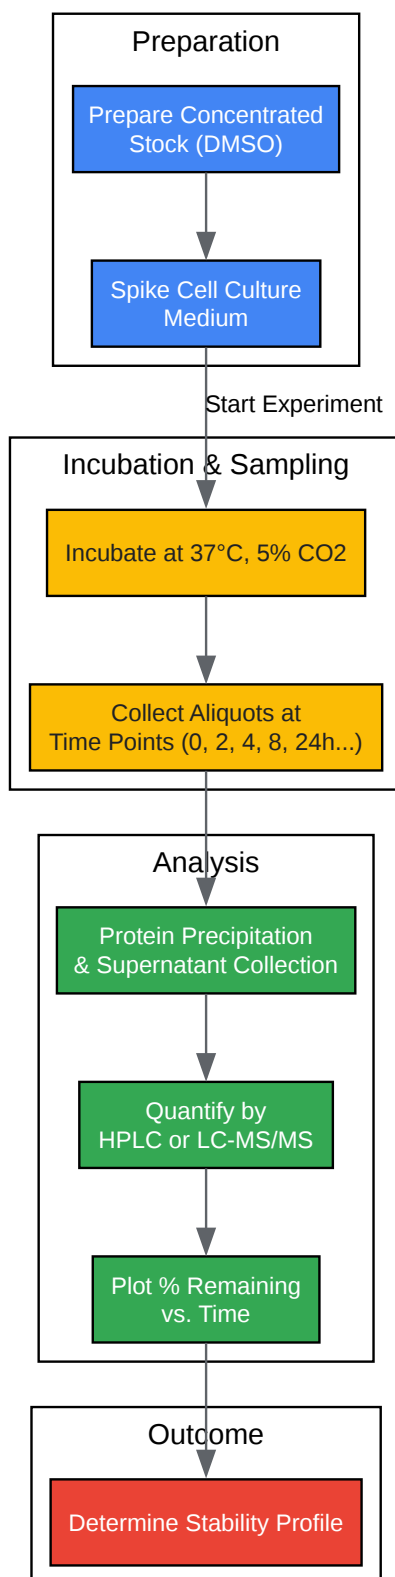 Preparation
Prepare Concentrated
Stock (DMSO)
Spike Cell Culture
Medium
Start Experiment
Incubation & Sampling
Incubate at 37°C, 5% CO2
Collect Aliquots at
Time Points (0, 2, 4, 8, 24h...)
Analysis
Protein Precipitation
& Supernatant Collection
Quantify by
HPLC or LC-MS/MS
Plot % Remaining
vs. Time
Outcome
Determine Stability Profile